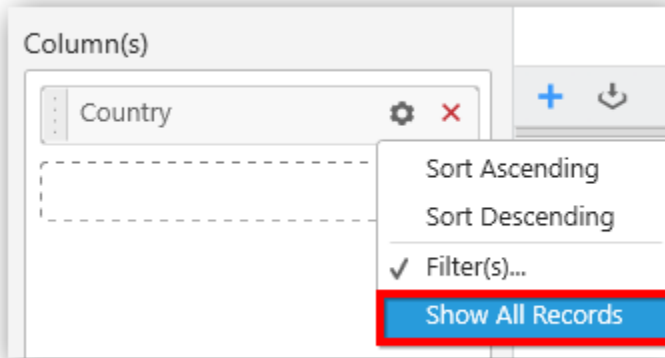 Column(s)
Country
Sort Ascending
Sort Descending
Filter(s)...
Show All Records